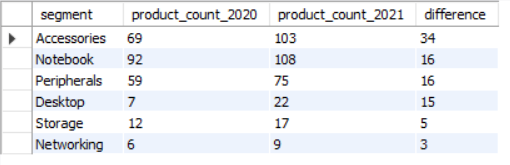 segment product_count_2020 product_count_2021 difference
Accessories 69 103 34
Notebook 92 108 16
Peripherals 59 75 16
Desktop 7 22 15
Storage 12 17 5
Networking 6 9 3